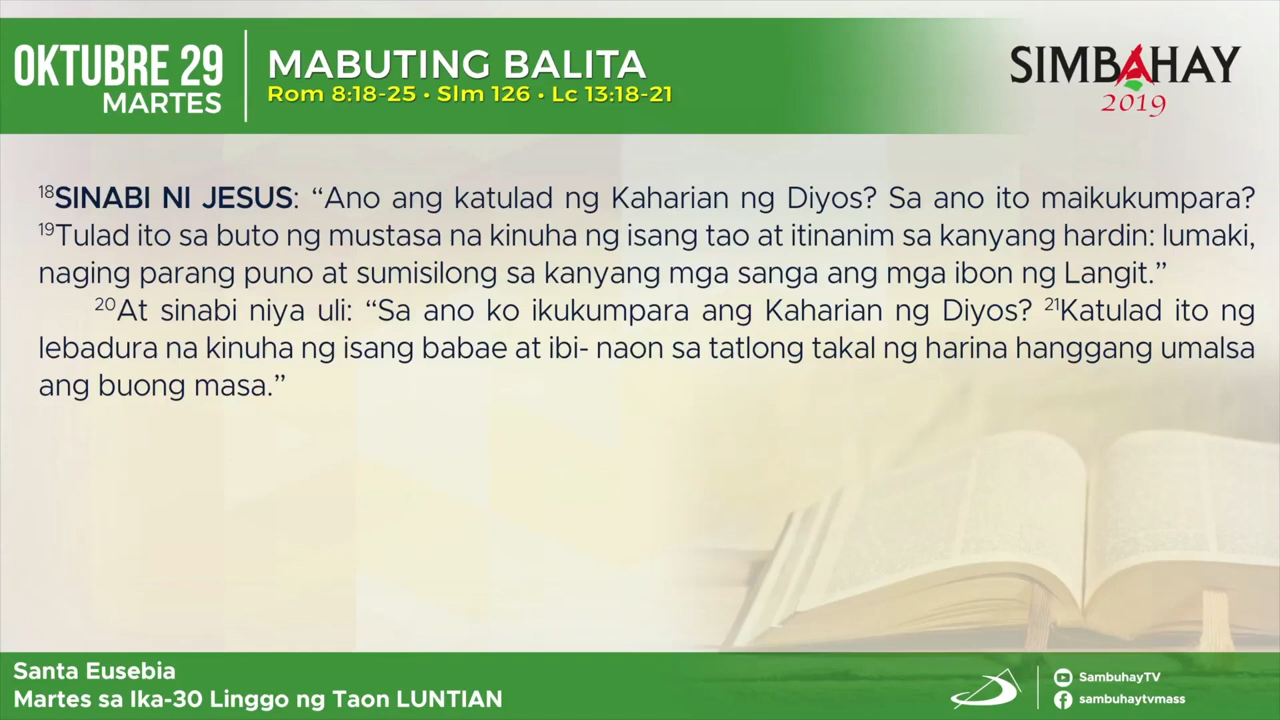 OKTUBRE 29
MARTES
MABUTING BALITA
Rom 8:18-25 • Slm 126 • Lc 13:18-21
SIMBAHAY
2019
18SINABI NI JESUS: “Ano ang katulad ng Kaharian ng Diyos? Sa ano ito maikukumpara?
19Tulad ito sa buto ng mustasa na kinuha ng isang tao at itinanim sa kanyang hardin: lumaki,
naging parang puno at sumisilong sa kanyang mga sanga ang mga ibon ng Langit.”
20At sinabi niya uli: “Sa ano ko ikukumpara ang Kaharian ng Diyos? 21Katulad ito ng
lebadura na kinuha ng isang babae at ibi- naon sa tatlong takal ng harina hanggang umalsa
ang buong masa.”
Santa Eusebia
Martes sa Ika-30 Linggo ng Taon LUNTIAN
SambuhayTV
sambuhaytvmass